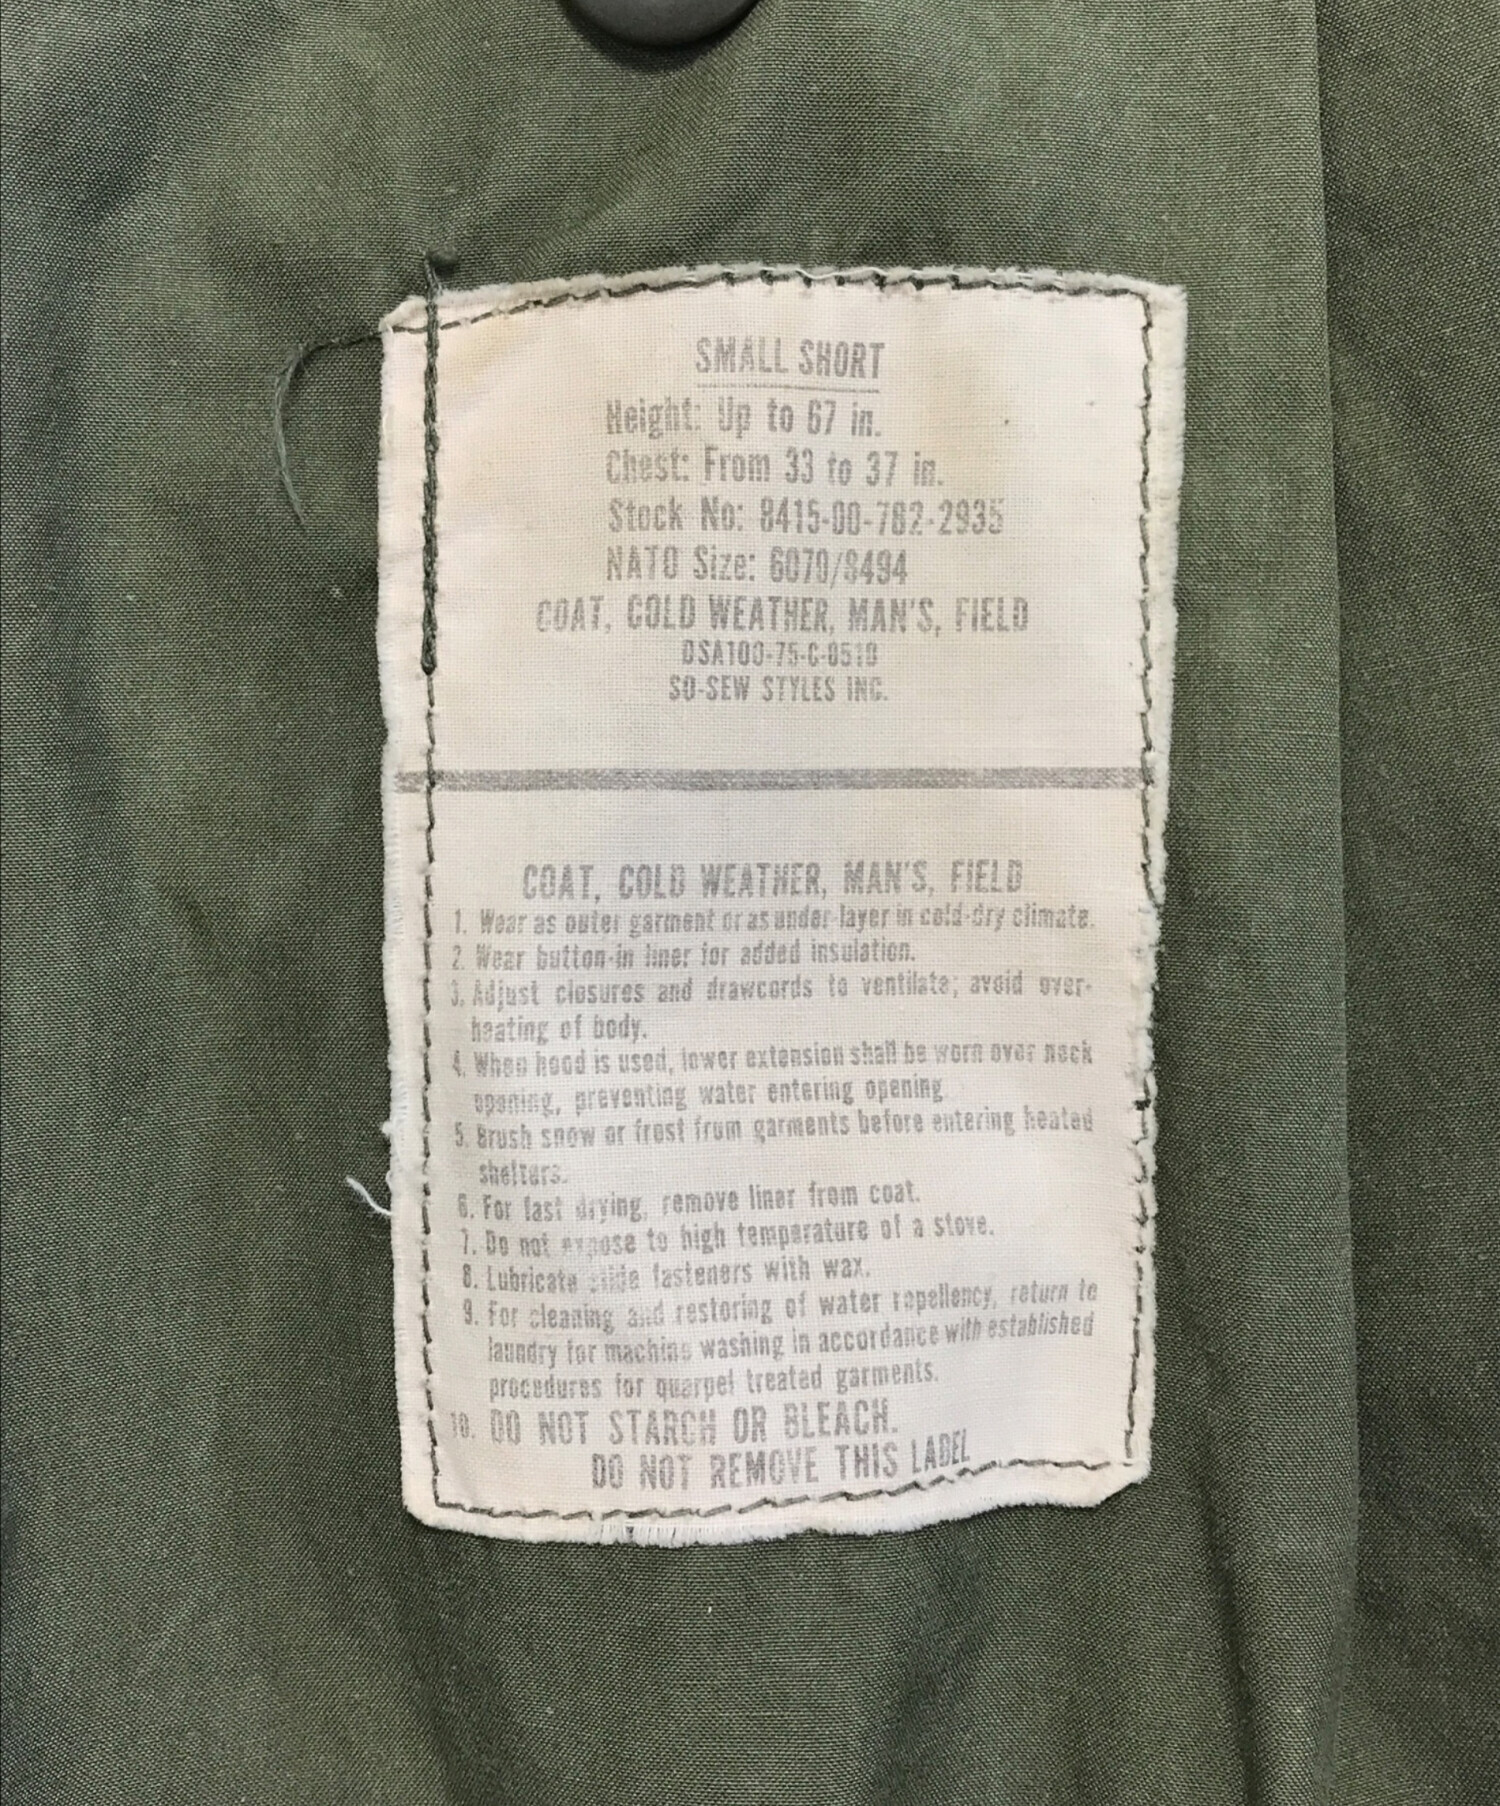 SMALL SHORT
Height: Up to 67 in.
Chest: From 33 to 37 in.
Stock No: 8415-00-782-2935
NATO Size: 6070/8494
COAT, COLD WEATHER, MAN'S, FIELD
DSA100-75-C-0510
SO-SEW STYLES INC.
COAT, COLD WEATHER, MAN'S, FIELD
1. Wear as outer garment or as under-layer in cold-dry climate.
2. Wear button-in liner for added insulation.
3. Adjust closures and drawcords to ventilate; avoid over-
heating of body.
4. When hood is used, lower extension shall be worn over neck
opening, preventing water entering opening.
5. Brush snow or frost from garments before entering heated
shelters.
6. For fast drying, remove liner from coat.
7. Do not expose to high temperature of a stove.
8. Lubricate slide fasteners with wax.
9. For cleaning and restoring of water repellency, return to
laundry for machine washing in accordance with established
procedures for quarpel treated garments.
10. DO NOT STARCH OR BLEACH.
DO NOT REMOVE THIS LABEL